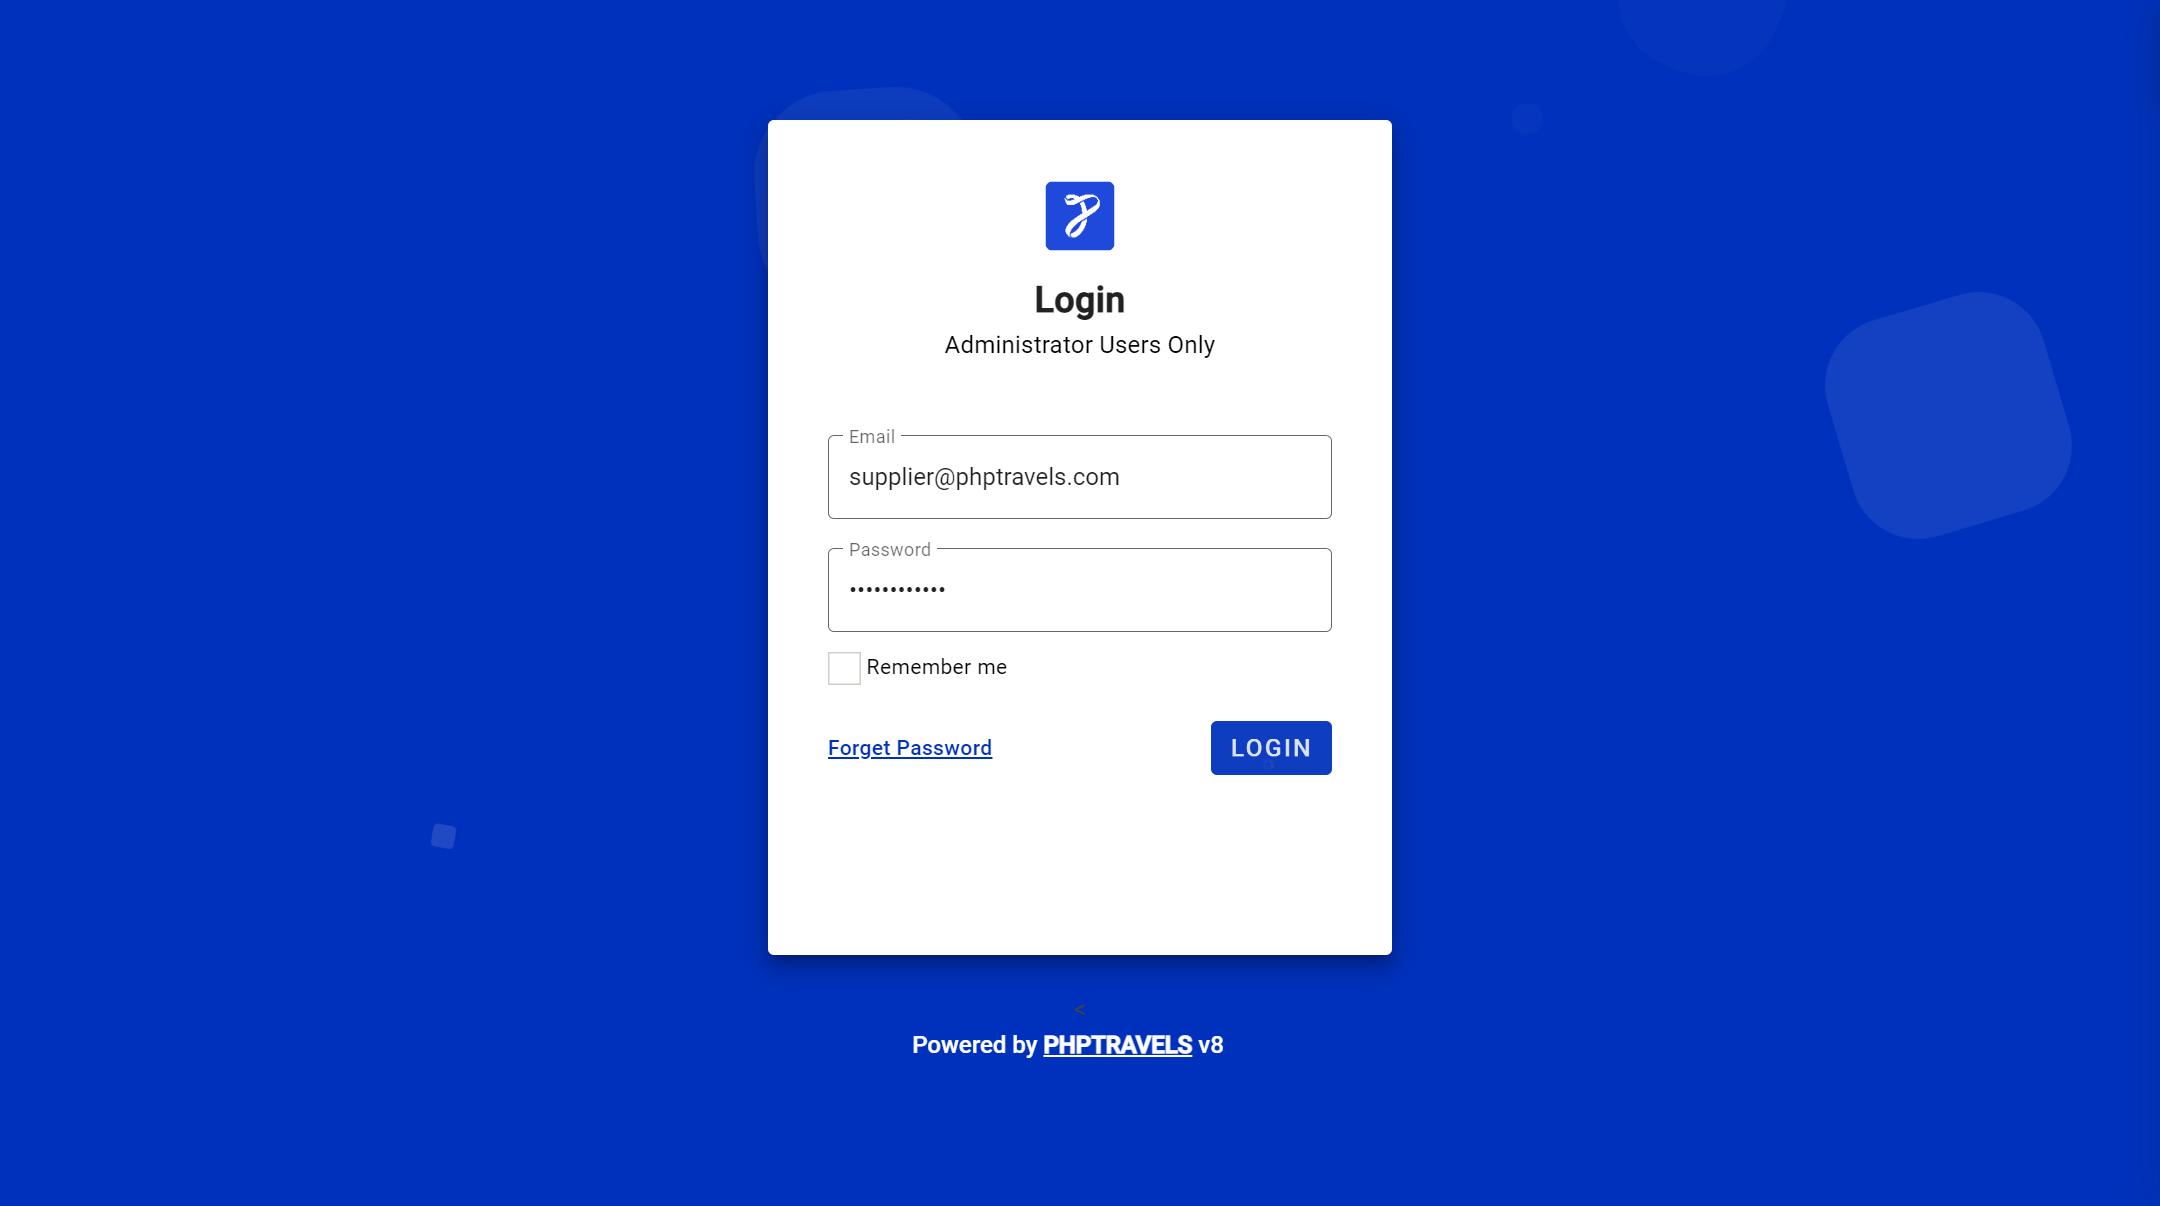 Login
Administrator Users Only
Email
supplier@phptravels.com
Password
••••••••••••
Remember me
Forget Password
LOGIN
<
Powered by PHPTRAVELS v8